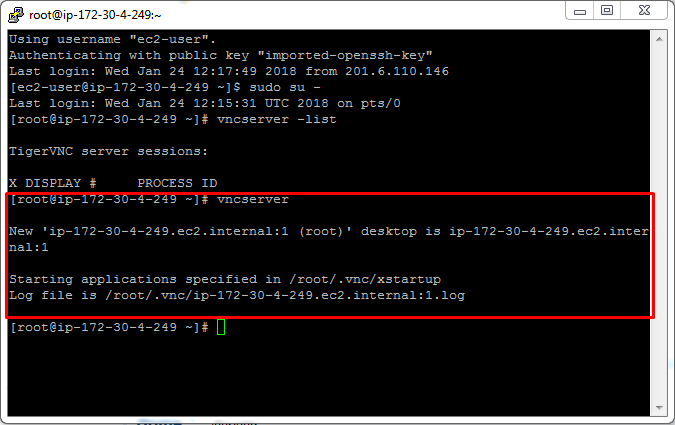 root@ip-172-30-4-249:~
Using username "ec2-user".
Authenticating with public key "imported-openssh-key"
Last login: Wed Jan 24 12:17:49 2018 from 201.6.110.146
[ec2-user@ip-172-30-4-249 ~]$ sudo su -
Last login: Wed Jan 24 12:15:31 UTC 2018 on pts/0
[root@ip-172-30-4-249 ~]# vncserver -list
TigerVNC server sessions:
X DISPLAY #     PROCESS ID
[root@ip-172-30-4-249 ~]# vncserver
New 'ip-172-30-4-249.ec2.internal:1 (root)' desktop is ip-172-30-4-249.ec2.inter
nal:1
Starting applications specified in /root/.vnc/xstartup
Log file is /root/.vnc/ip-172-30-4-249.ec2.internal:1.log
[root@ip-172-30-4-249 ~]#